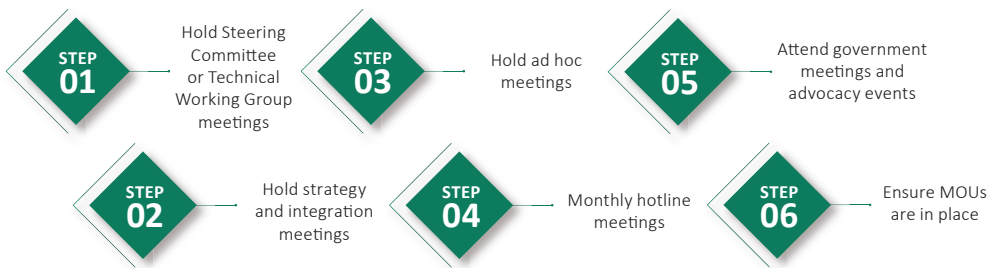 STEP
01
Hold Steering
Committee
or Technical
Working Group
meetings
STEP
02
Hold strategy
and integration
meetings
STEP
03
Hold ad hoc
meetings
STEP
04
Monthly hotline
meetings
STEP
05
Attend government
meetings and
advocacy events
STEP
06
Ensure MOUs
are in place